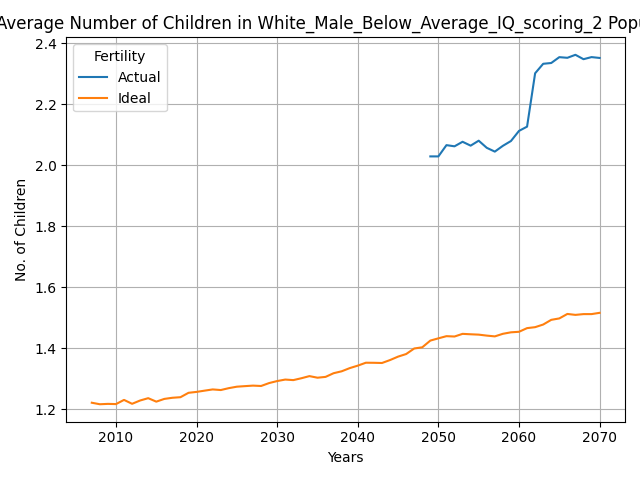 Average Number of Children in White_Male_Below_Average_IQ_scoring_2
Fertility
Actual
Ideal
No. of Children
2.4
2.2
2.0
1.8
1.6
1.4
1.2
2010 2020 2030 2040 2050 2060 2070
Years